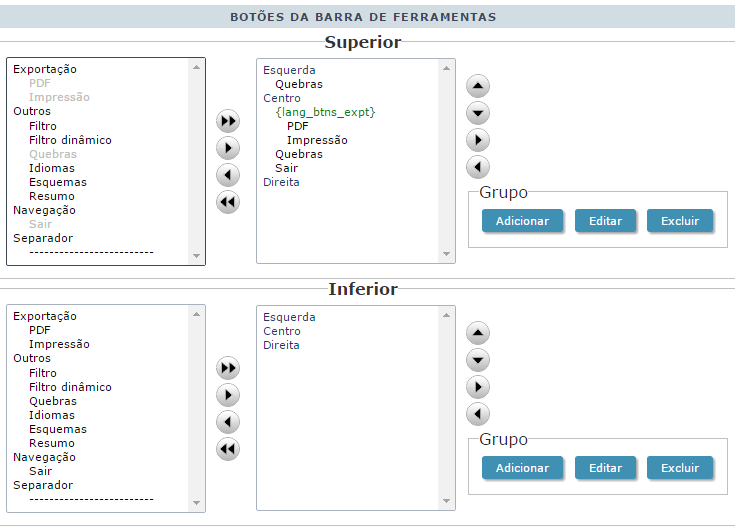 BOTÕES DA BARRA DE FERRAMENTAS
Superior
Exportação
PDF
Impressão
Outros
Filtro
Filtro dinâmico
Quebras
Idiomas
Esquemas
Resumo
Navegação
Sair
Separador
-------------------------
Esquerda
Quebras
Centro
{lang_btns_expt}
PDF
Impressão
Quebras
Sair
Direita
Grupo
Adicionar Editar Excluir
Inferior
Exportação
PDF
Impressão
Outros
Filtro
Filtro dinâmico
Quebras
Idiomas
Esquemas
Resumo
Navegação
Sair
Separador
-------------------------
Esquerda
Centro
Direita
Grupo
Adicionar Editar Excluir